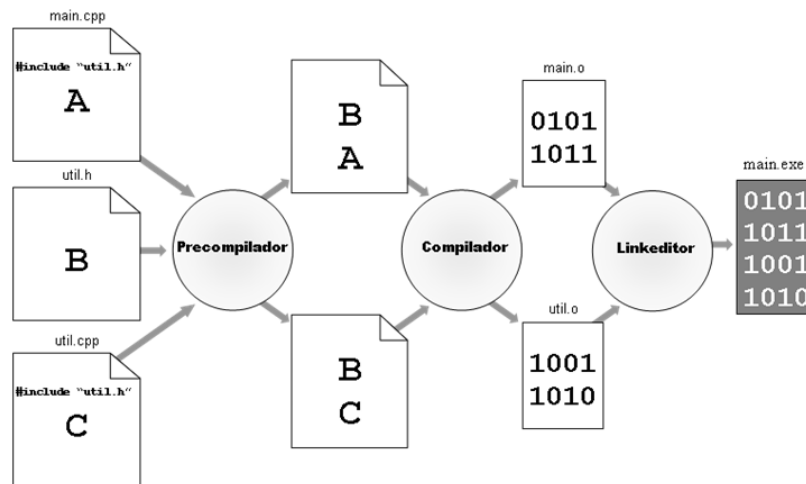 main.cpp
#include "util.h"
A
util.h
B
util.cpp
#include "util.h"
C
Precompilador
B
A
B
C
Compilador
main.o
0101
1011
util.o
1001
1010
Linkeditor
main.exe
0101
1011
1001
1010